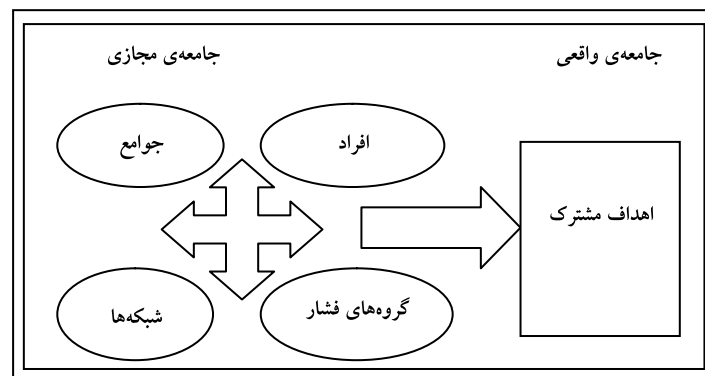 جامعه‌ی واقعی
جامعه‌ی مجازی
افراد
جوامع
اهداف مشترک
گروه‌های فشار
شبکه‌ها